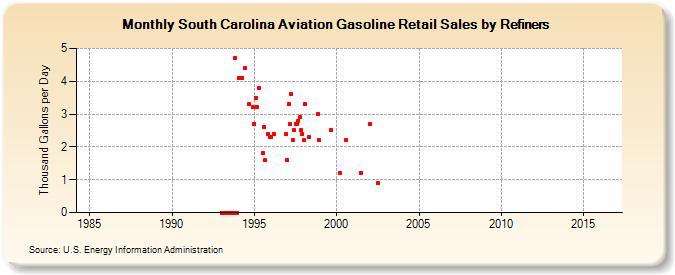 Monthly South Carolina Aviation Gasoline Retail Sales by Refiners
Thousand Gallons per Day
5
4
3
2
1
0
1985 1990 1995 2000 2005 2010 2015
Source: U.S. Energy Information Administration